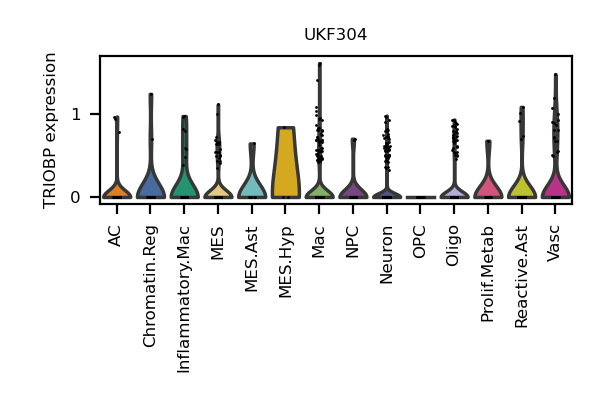 UKF304
TRIOBP expression
1
0
AC
Chromatin.Reg
Inflammatory.Mac
MES
MES.Ast
MES.Hyp
Mac
NPC
Neuron
OPC
Oligo
Prolif.Metab
Reactive.Ast
Vasc